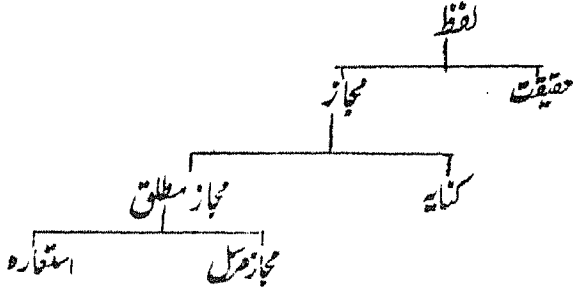 لفظ
حقیقت مجاز
کنایہ مجاز مطلق
مجاز مرسل استعارہ